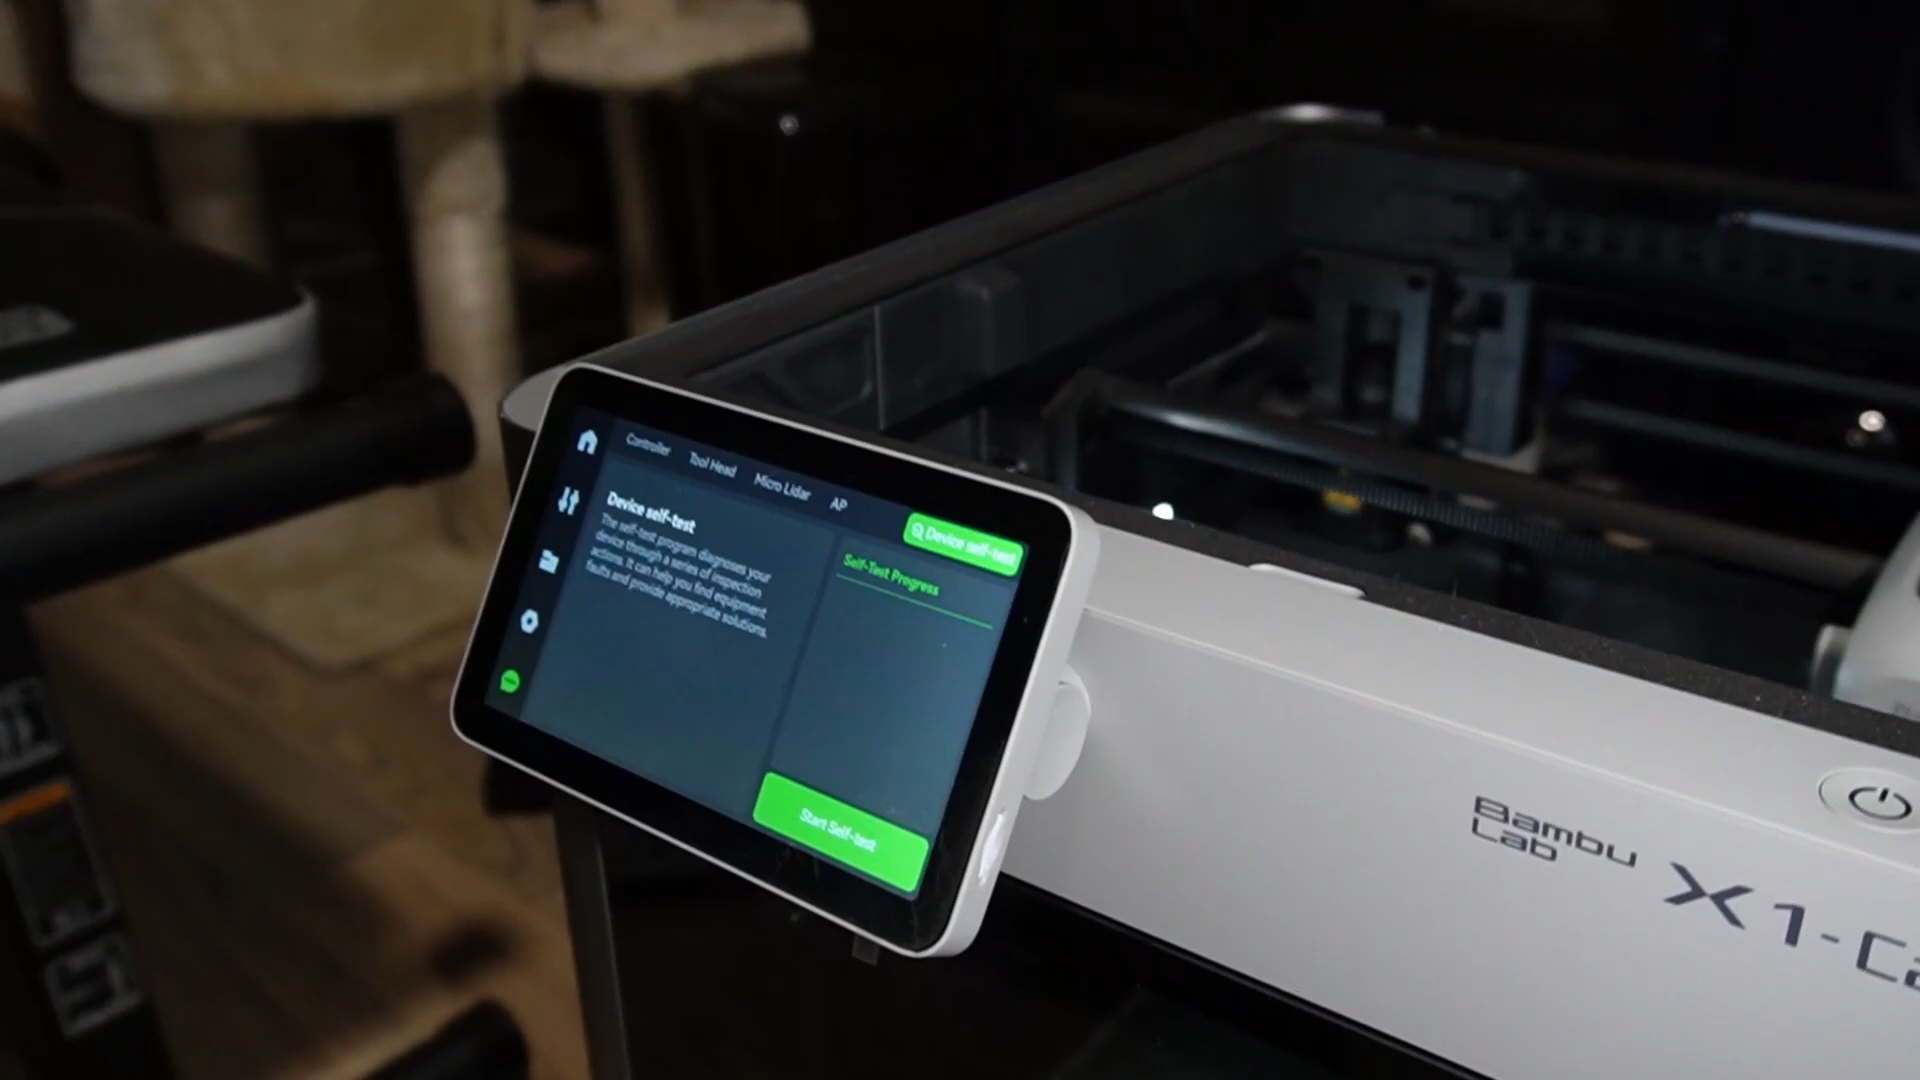 Controller Tool Head Micro Lidar AP
Device self-test
Device self-test
The self-test program diagnoses your
device through a series of inspection
actions. It can help you find equipment
faults and provide appropriate solutions.
Self-Test Progress
Start Self-test
Bambu
Lab
X1-Ca